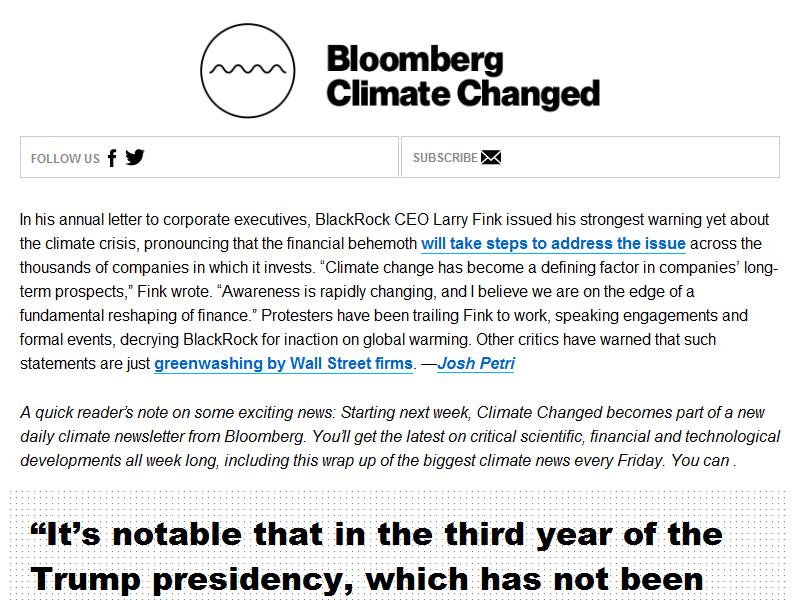 Bloomberg
Climate Changed
FOLLOW US
SUBSCRIBE
In his annual letter to corporate executives, BlackRock CEO Larry Fink issued his strongest warning yet about
the climate crisis, pronouncing that the financial behemoth will take steps to address the issue across the
thousands of companies in which it invests. “Climate change has become a defining factor in companies’ long-
term prospects,” Fink wrote. “Awareness is rapidly changing, and I believe we are on the edge of a
fundamental reshaping of finance.” Protesters have been trailing Fink to work, speaking engagements and
formal events, decrying BlackRock for inaction on global warming. Other critics have warned that such
statements are just greenwashing by Wall Street firms. —Josh Petri
A quick reader’s note on some exciting news: Starting next week, Climate Changed becomes part of a new
daily climate newsletter from Bloomberg. You’ll get the latest on critical scientific, financial and technological
developments all week long, including this wrap up of the biggest climate news every Friday. You can .
“It’s notable that in the third year of the
Trump presidency, which has not been